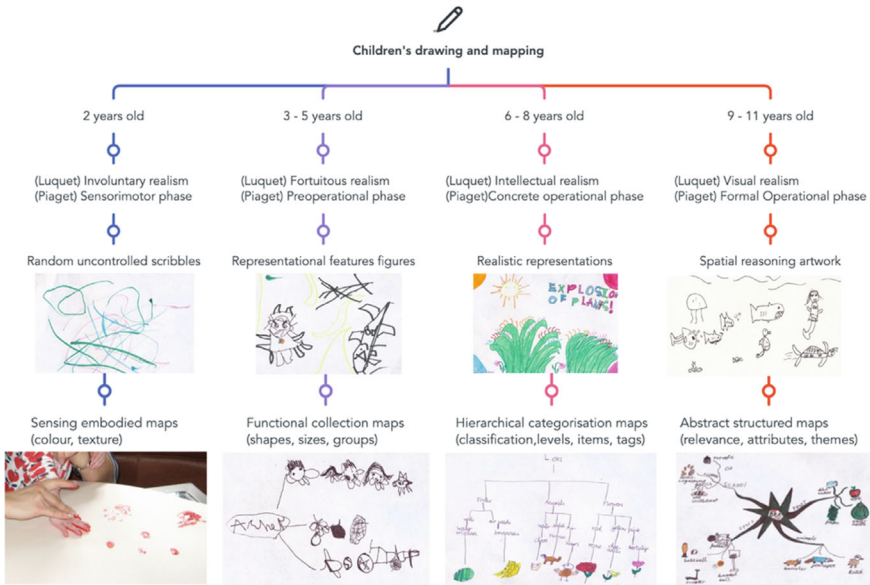 Children's drawing and mapping
2 years old
3 - 5 years old
6 - 8 years old
9 - 11 years old
(Luquet) Involuntary realism
(Piaget) Sensorimotor phase
(Luquet) Fortuitous realism
(Piaget) Preoperational phase
(Luquet) Intellectual realism
(Piaget)Concrete operational phase
(Luquet) Visual realism
(Piaget) Formal Operational phase
Random uncontrolled scribbles
Representational features figures
Realistic representations
Spatial reasoning artwork
EXPLOSION
OF PLANTS!
Sensing embodied maps
(colour, texture)
Functional collection maps
(shapes, sizes, groups)
Hierarchical categorisation maps
(classification,levels, items, tags)
Abstract structured maps
(relevance, attributes, themes)
animals